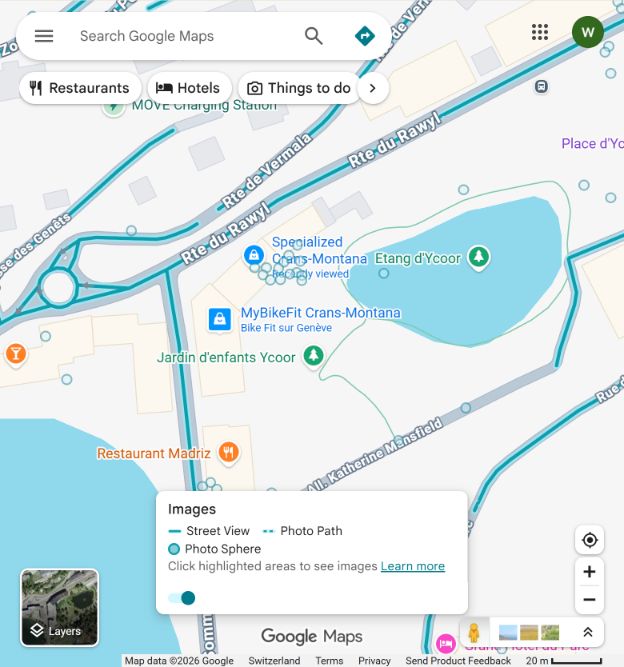 Search Google Maps
W
Restaurants
Hotels
Things to do
MOVE Charging Station
Rte de Vermala
Rte du Rawyl
Rte du Rawyl
Specialized
Crans-Montana
Recently viewed
Etang d'Ycoor
MyBikeFit Crans-Montana
Bike Fit sur Genève
Jardin d'enfants Ycoor
Restaurant Madriz
All. Katherine Mansfield
Images
Street View
Photo Path
Photo Sphere
Click highlighted areas to see images Learn more
Layers
Google Maps
Map data ©2026 Google
Switzerland
Terms
Privacy
Send Product Feedback
20 m